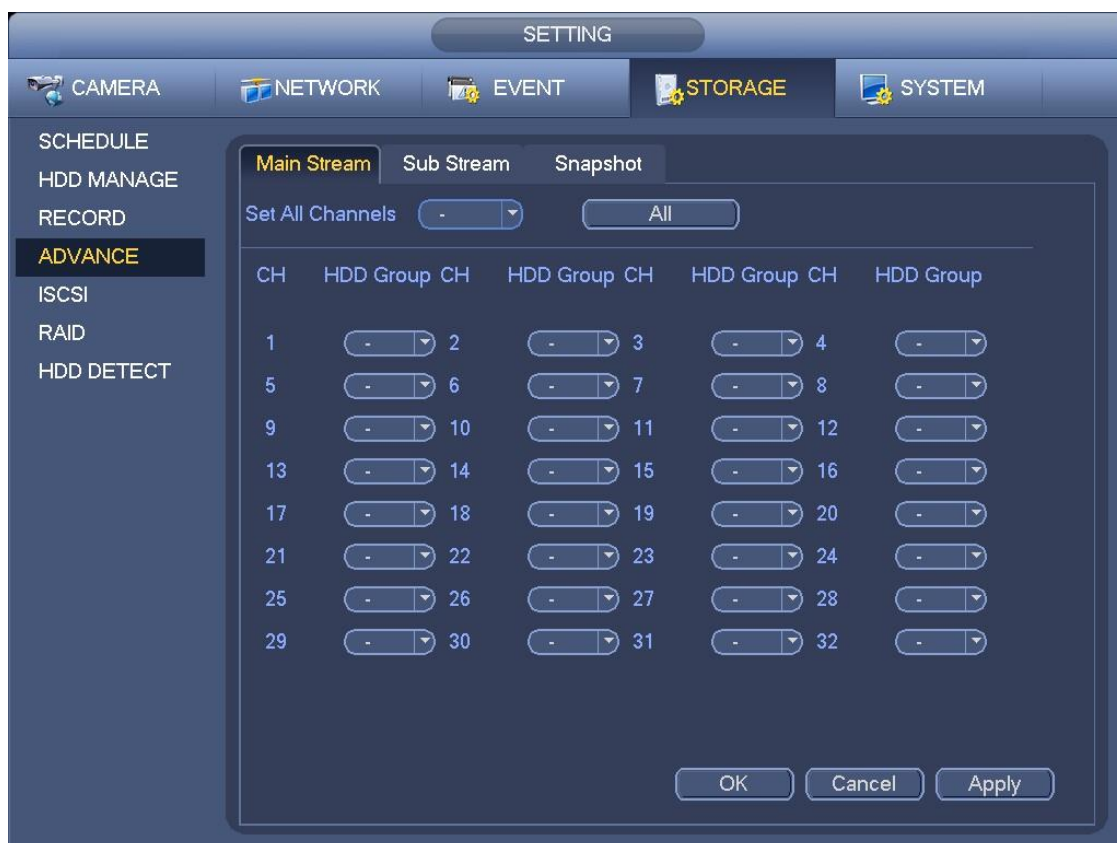 SETTING
CAMERA NETWORK EVENT STORAGE SYSTEM
SCHEDULE
HDD MANAGE
RECORD
ADVANCE
ISCSI
RAID
HDD DETECT
Main Stream Sub Stream Snapshot
Set All Channels - All
CH HDD Group CH HDD Group CH HDD Group CH HDD Group
1 - 2 - 3 - 4 -
5 - 6 - 7 - 8 -
9 - 10 - 11 - 12 -
13 - 14 - 15 - 16 -
17 - 18 - 19 - 20 -
21 - 22 - 23 - 24 -
25 - 26 - 27 - 28 -
29 - 30 - 31 - 32 -
OK Cancel Apply